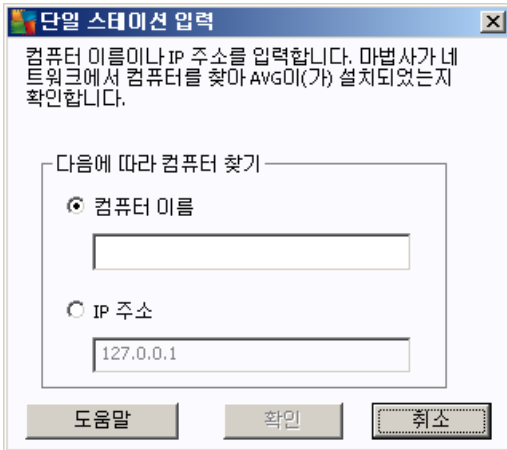 단일 스테이션 입력
컴퓨터 이름이나 IP 주소를 입력합니다. 마법사가 네
트워크에서 컴퓨터를 찾아 AVG이(가) 설치되었는지
확인합니다.
다음에 따라 컴퓨터 찾기
컴퓨터 이름
IP 주소
127.0.0.1
도움말 확인 취소